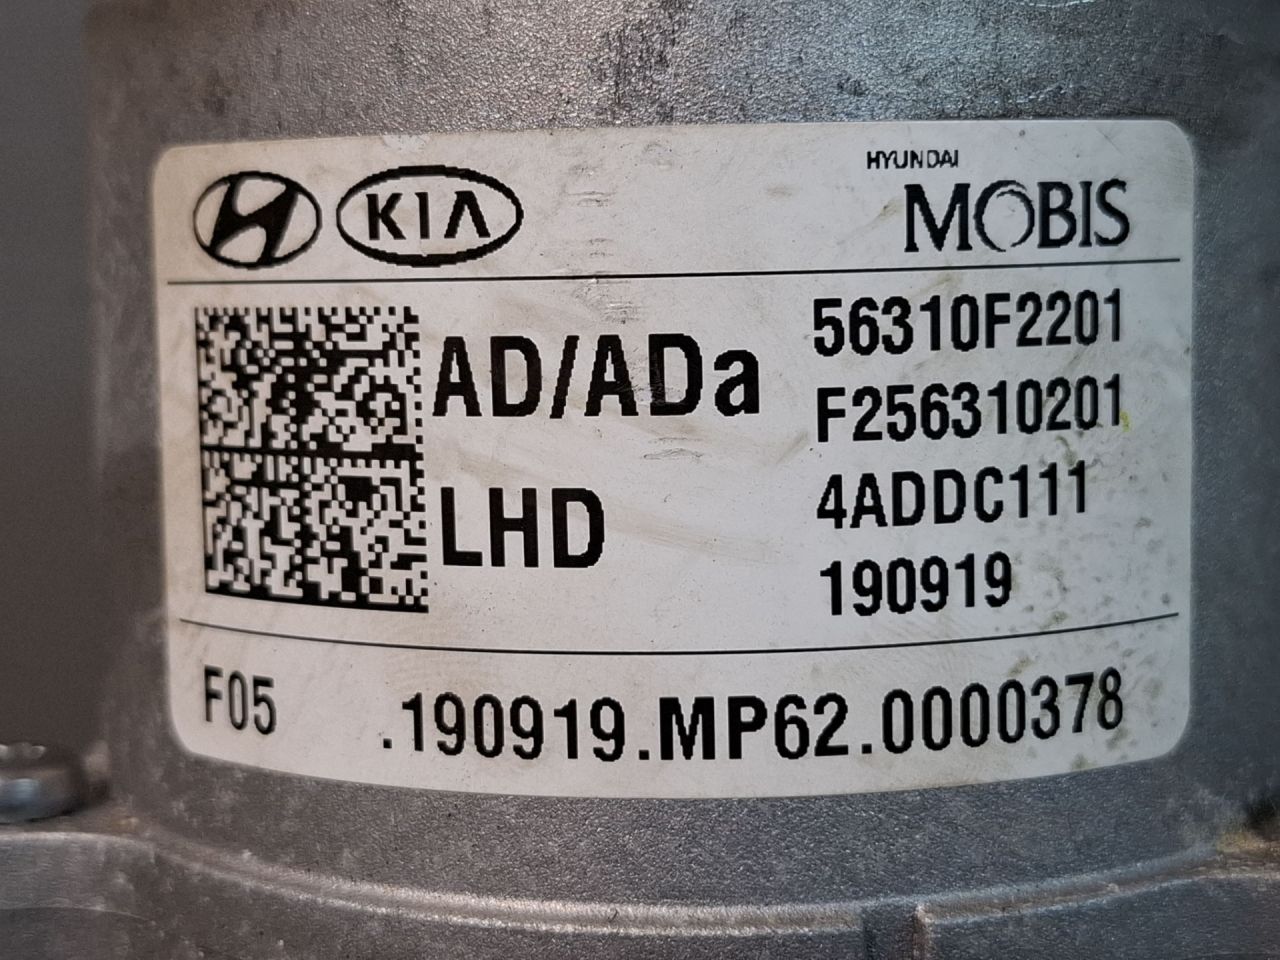 KIA
HYUNDAI
MOBIS
AD/ADa
LHD
56310F2201
F256310201
4ADDC111
190919
F05
.190919.MP62.0000378